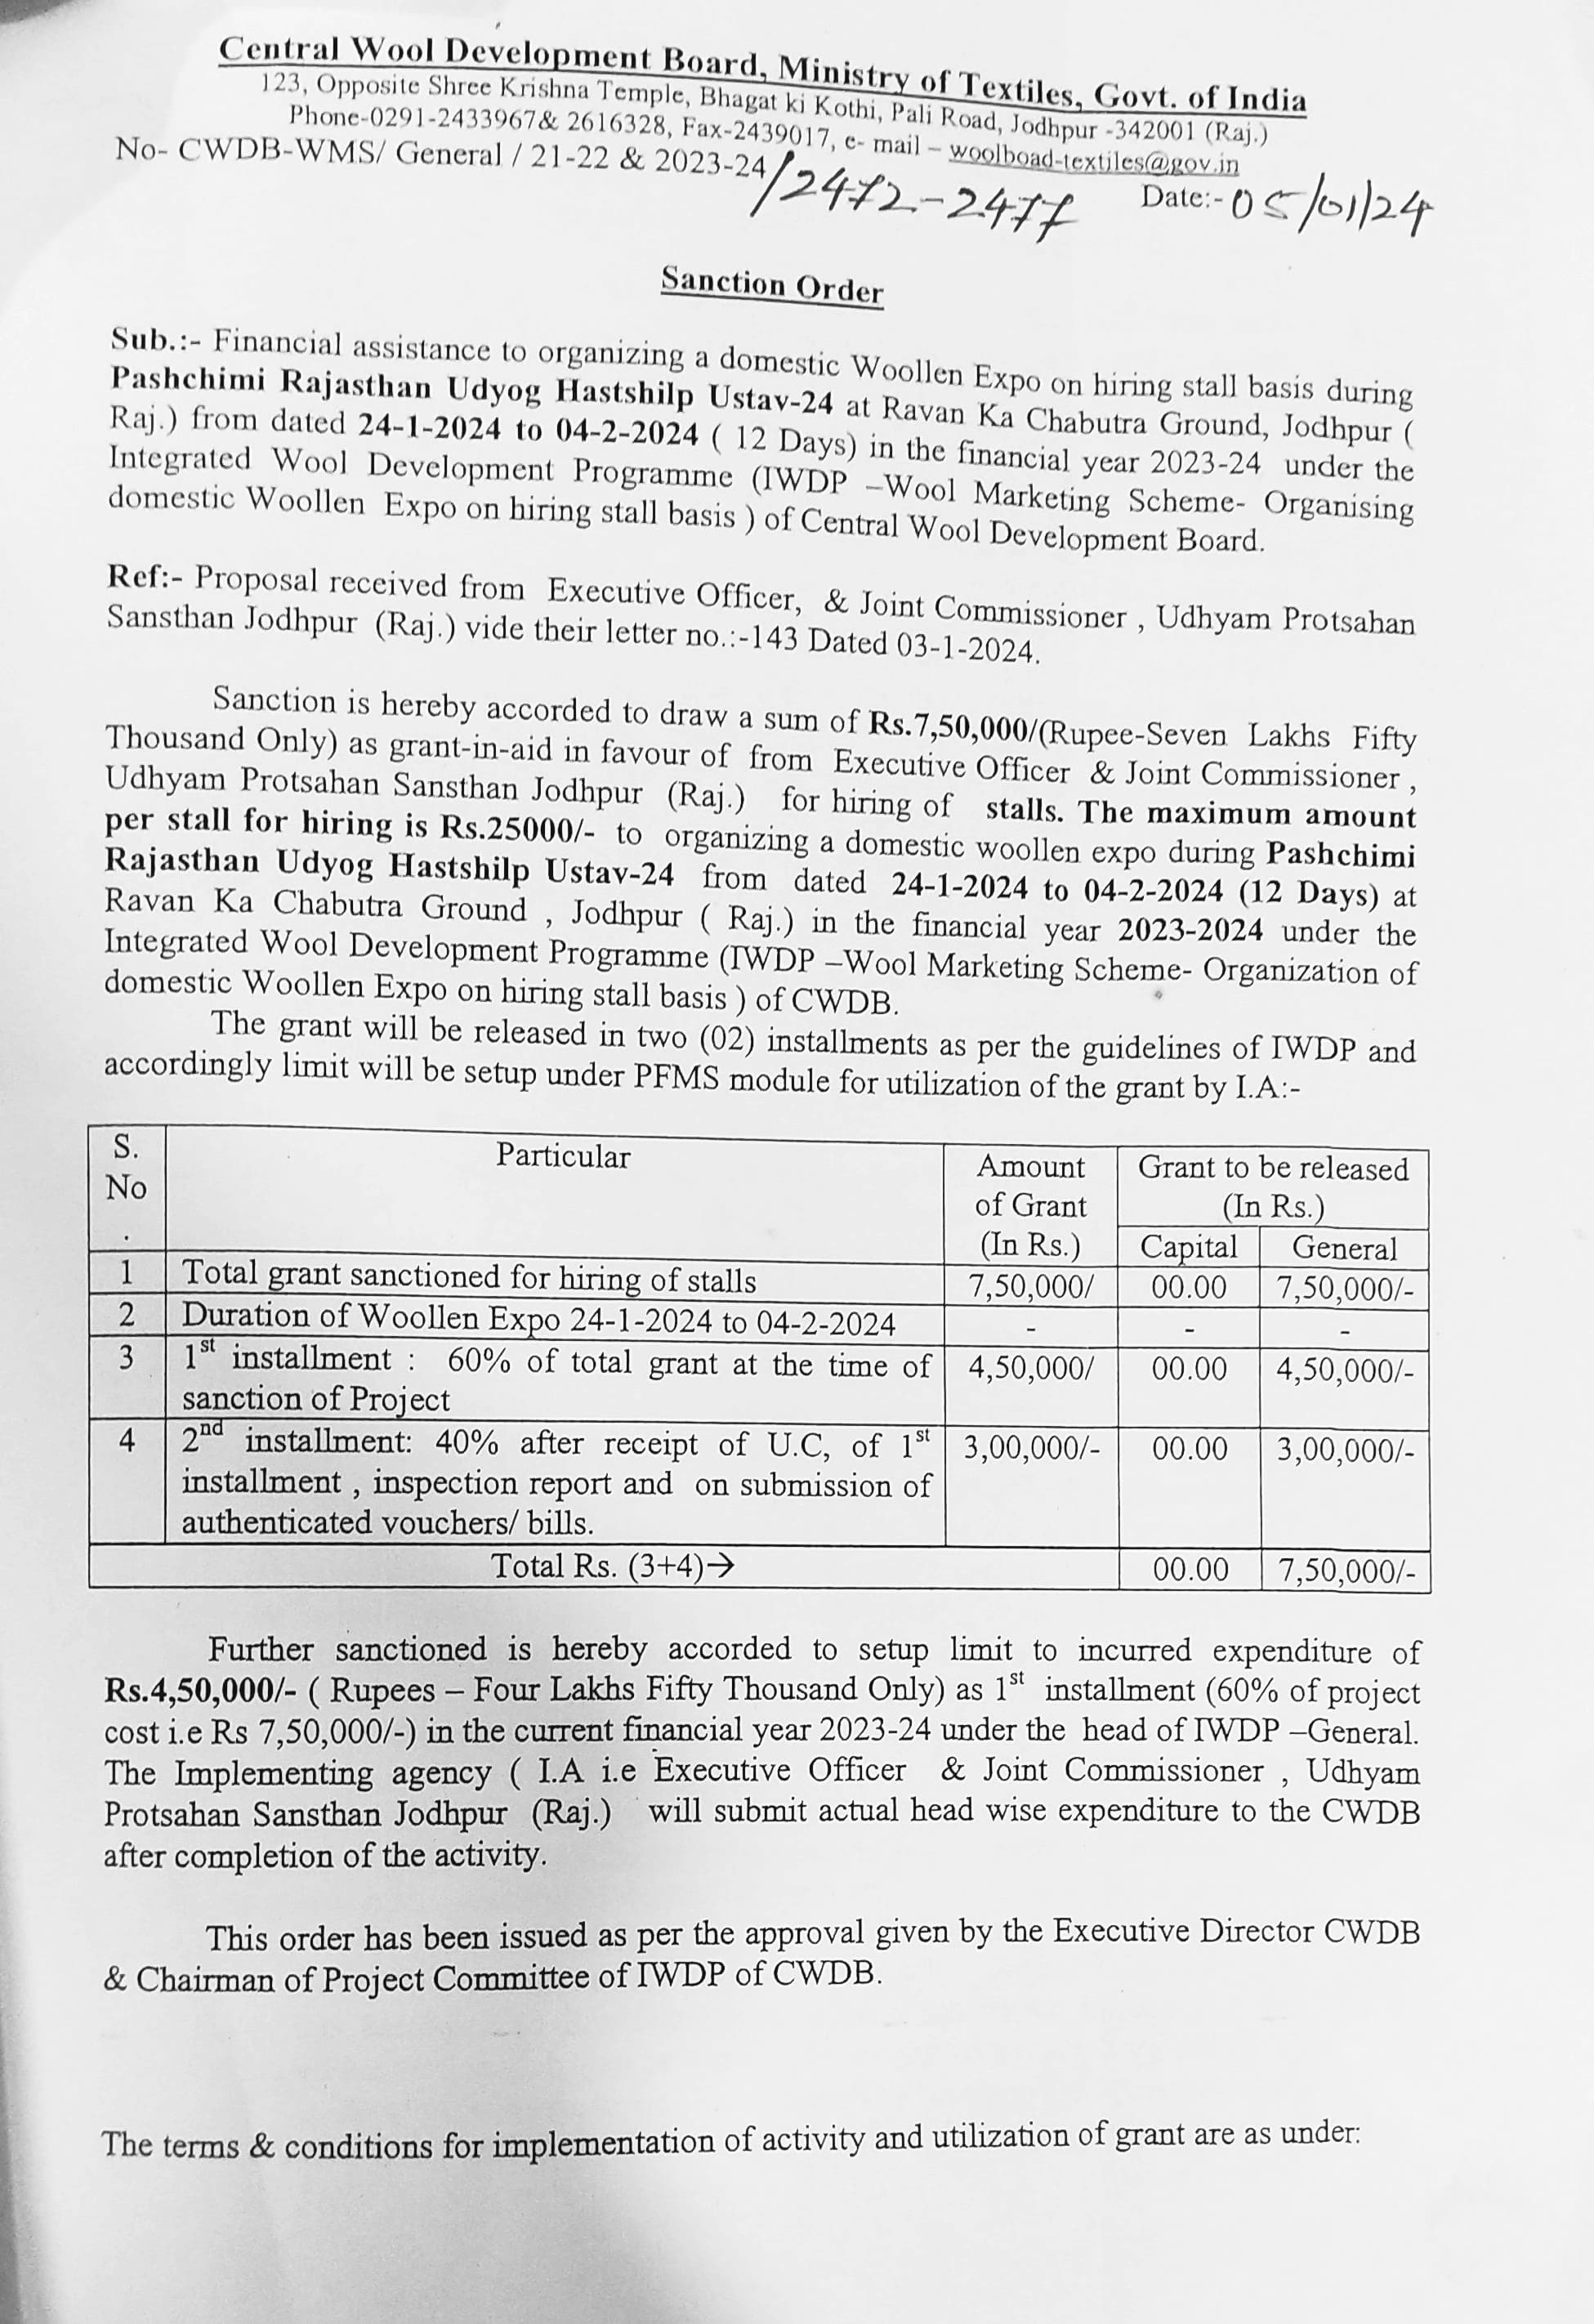 Central Wool Development Board, Ministry of Textiles, Govt. of India
123, Opposite Shree Krishna Temple, Bhagat ki Kothi, Pali Road, Jodhpur -342001 (Raj.)
Phone-0291-2433967& 2616328, Fax-2439017, e- mail – woolboad-textiles@gov.in
No- CWDB-WMS/ General / 21-22 & 2023-24/2472-2477 Date:- 05/01/24
Sanction Order
Sub.:- Financial assistance to organizing a domestic Woollen Expo on hiring stall basis during
Pashchimi Rajasthan Udyog Hastshilp Ustav-24 at Ravan Ka Chabutra Ground, Jodhpur (
Raj.) from dated 24-1-2024 to 04-2-2024 ( 12 Days) in the financial year 2023-24 under the
Integrated Wool Development Programme (IWDP –Wool Marketing Scheme- Organising
domestic Woollen Expo on hiring stall basis ) of Central Wool Development Board.
Ref:- Proposal received from Executive Officer, & Joint Commissioner , Udhyam Protsahan
Sansthan Jodhpur (Raj.) vide their letter no.:-143 Dated 03-1-2024.
Sanction is hereby accorded to draw a sum of Rs.7,50,000/(Rupee-Seven Lakhs Fifty
Thousand Only) as grant-in-aid in favour of from Executive Officer & Joint Commissioner ,
Udhyam Protsahan Sansthan Jodhpur (Raj.) for hiring of stalls. The maximum amount
per stall for hiring is Rs.25000/- to organizing a domestic woollen expo during Pashchimi
Rajasthan Udyog Hastshilp Ustav-24 from dated 24-1-2024 to 04-2-2024 (12 Days) at
Ravan Ka Chabutra Ground , Jodhpur ( Raj.) in the financial year 2023-2024 under the
Integrated Wool Development Programme (IWDP –Wool Marketing Scheme- Organization of
domestic Woollen Expo on hiring stall basis ) of CWDB.
The grant will be released in two (02) installments as per the guidelines of IWDP and
accordingly limit will be setup under PFMS module for utilization of the grant by I.A:-
S. No . Particular Amount of Grant (In Rs.) Grant to be released (In Rs.)
Capital General
1 Total grant sanctioned for hiring of stalls 7,50,000/ 00.00 7,50,000/-
2 Duration of Woollen Expo 24-1-2024 to 04-2-2024 - - -
3 1st installment : 60% of total grant at the time of 4,50,000/ 00.00 4,50,000/-
sanction of Project
4 2nd installment: 40% after receipt of U.C, of 1st 3,00,000/- 00.00 3,00,000/-
installment , inspection report and on submission of
authenticated vouchers/ bills.
Total Rs. (3+4)→ 00.00 7,50,000/-
Further sanctioned is hereby accorded to setup limit to incurred expenditure of
Rs.4,50,000/- ( Rupees – Four Lakhs Fifty Thousand Only) as 1st installment (60% of project
cost i.e Rs 7,50,000/-) in the current financial year 2023-24 under the head of IWDP –General.
The Implementing agency ( I.A i.e Executive Officer & Joint Commissioner , Udhyam
Protsahan Sansthan Jodhpur (Raj.) will submit actual head wise expenditure to the CWDB
after completion of the activity.
This order has been issued as per the approval given by the Executive Director CWDB
& Chairman of Project Committee of IWDP of CWDB.
The terms & conditions for implementation of activity and utilization of grant are as under: